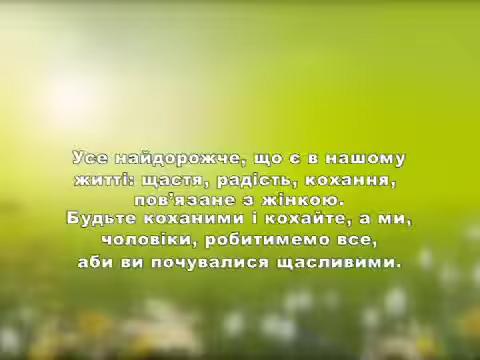 Усе найдорожче, що є в нашому
житті: щастя, радість, кохання,
пов’язане з жінкою.
Будьте коханими і кохайте, а ми,
чоловіки, робитимемо все,
аби ви почувалися щасливими.